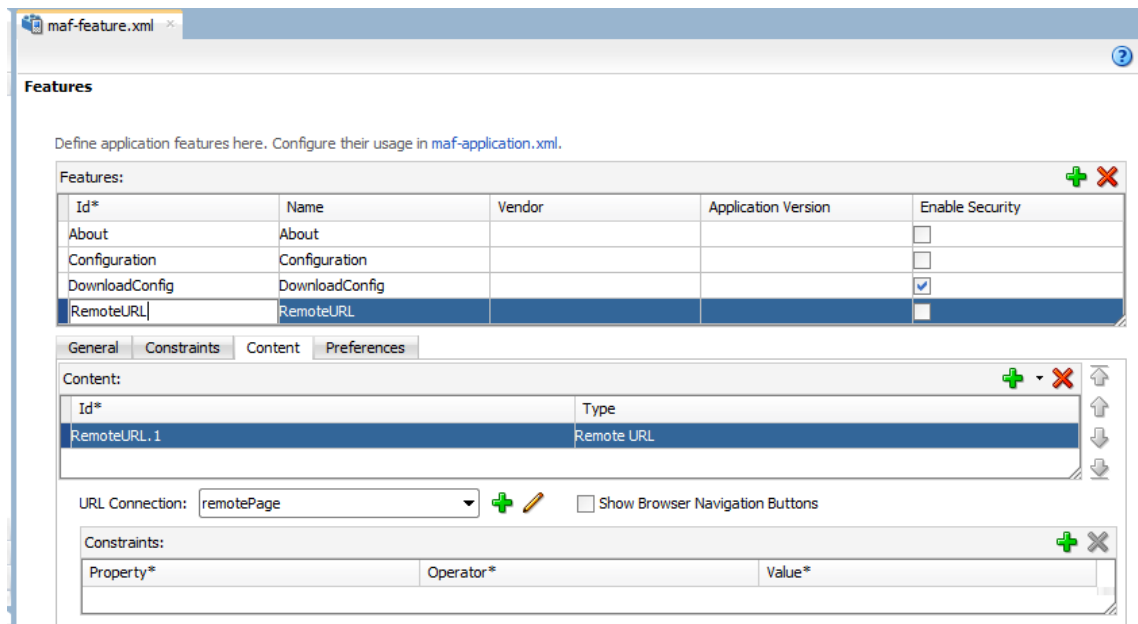 maf-feature.xml
Features
Define application features here. Configure their usage in maf-application.xml.
Features:
Id* Name Vendor Application Version Enable Security
About About
Configuration Configuration
DownloadConfig DownloadConfig
RemoteURL RemoteURL
General Constraints Content Preferences
Content:
Id* Type
RemoteURL.1 Remote URL
URL Connection: remotePage Show Browser Navigation Buttons
Constraints:
Property* Operator* Value*